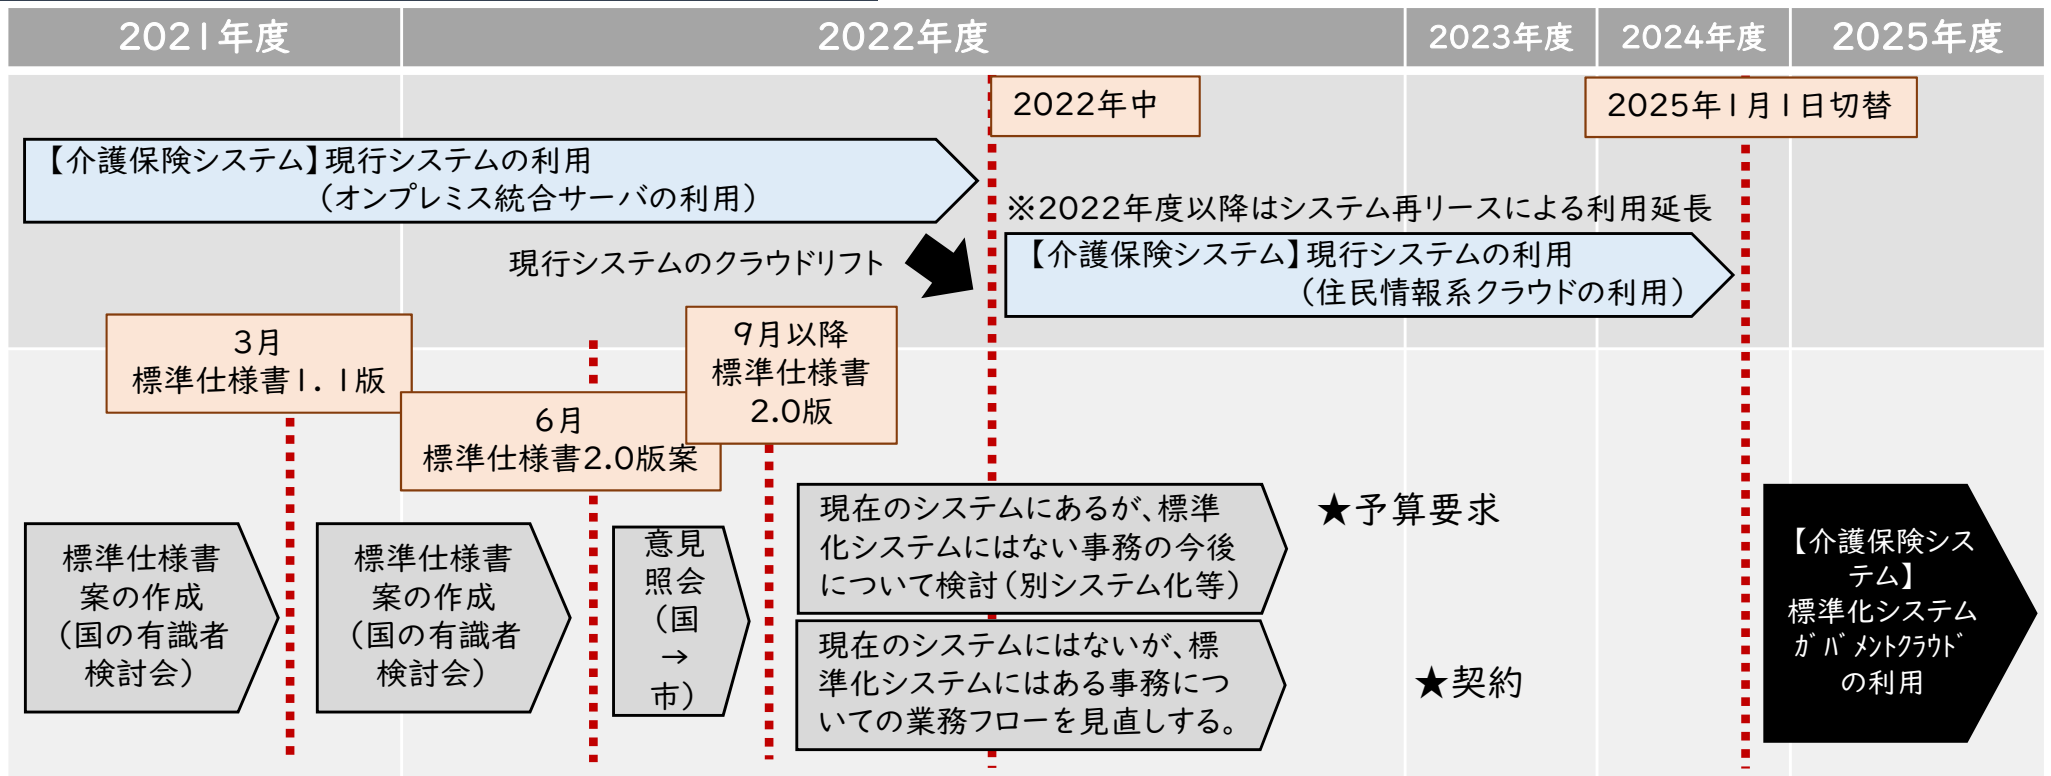 2021年度
2022年度
2023年度
2024年度
2025年度
2022年中
2025年1月1日切替
【介護保険システム】現行システムの利用
(オンプレミス統合サーバの利用)
※2022年度以降はシステム再リースによる利用延長
現行システムのクラウドリフト
【介護保険システム】現行システムの利用
(住民情報系クラウドの利用)
3月
標準仕様書1.1版
6月
標準仕様書2.0版案
9月以降
標準仕様書
2.0版
標準仕様書
案の作成
(国の有識者
検討会)
標準仕様書
案の作成
(国の有識者
検討会)
意見
照会
(国
→
市)
現在のシステムにあるが、標準
化システムにはない事務の今後
について検討(別システム化等)
現在のシステムにはないが、標
準化システムにはある事務につ
いての業務フローを見直しする。
★予算要求
★契約
【介護保険シス
テム】
標準化システム
ガバメントクラウド
の利用